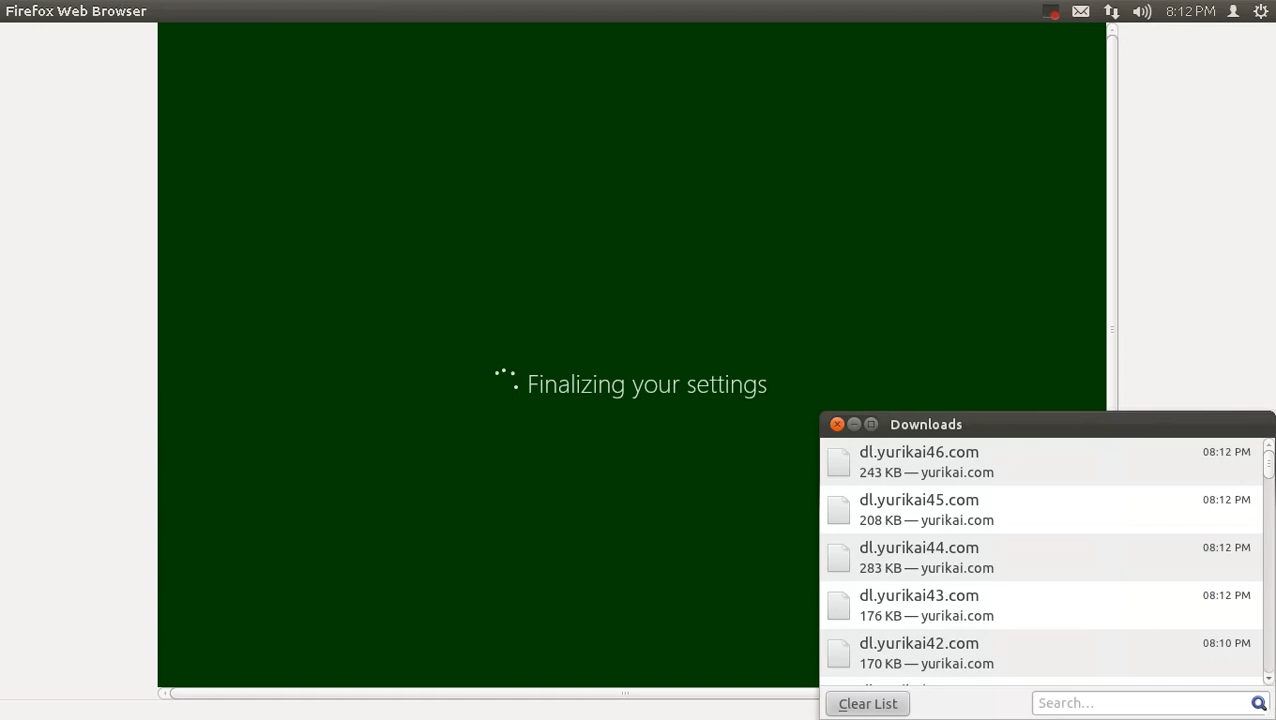 Firefox Web Browser
8:12 PM
Finalizing your settings
Downloads
dl.yurikai46.com
08:12 PM
243 KB — yurikai.com
dl.yurikai45.com
08:12 PM
208 KB — yurikai.com
dl.yurikai44.com
08:12 PM
283 KB — yurikai.com
dl.yurikai43.com
08:12 PM
176 KB — yurikai.com
dl.yurikai42.com
08:10 PM
170 KB — yurikai.com
Clear List
Search...